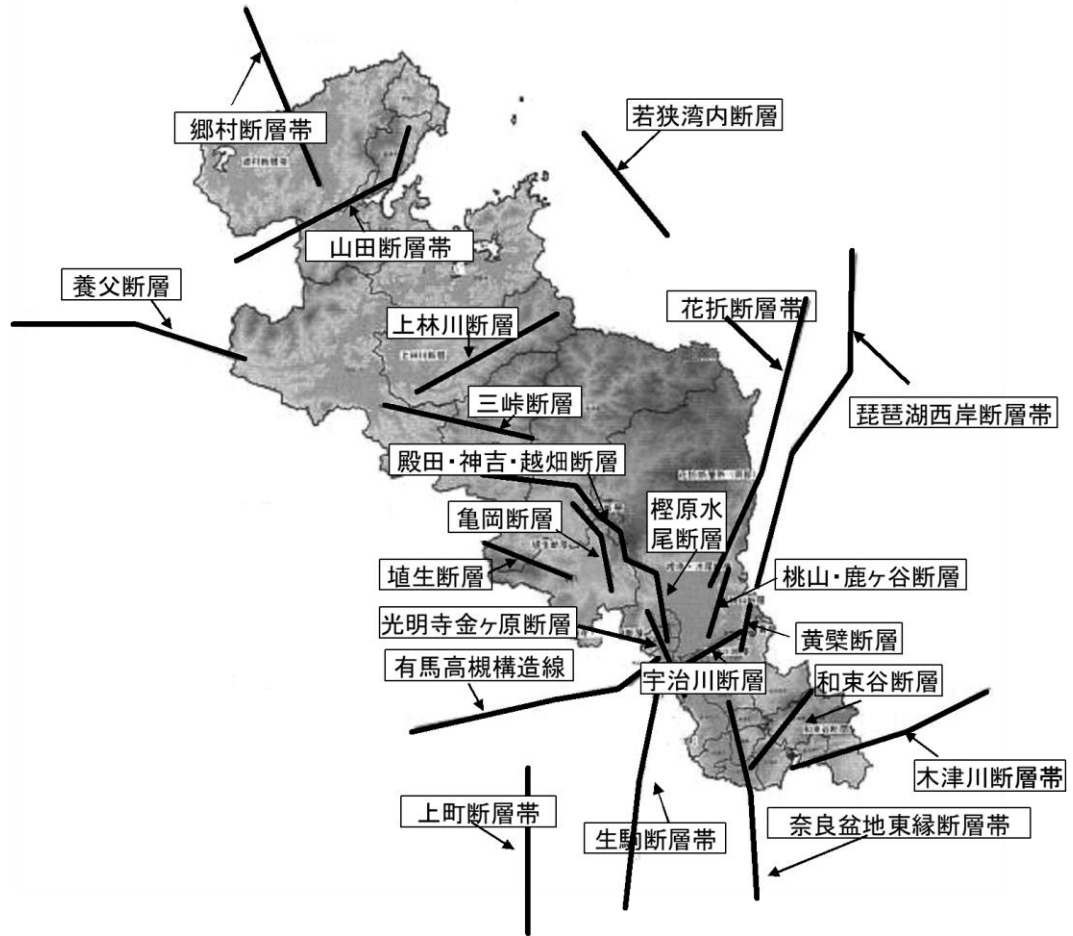 郷村断層帯
若狭湾内断層
山田断層帯
養父断層
花折断層帯
上林川断層
三峠断層
琵琶湖西岸断層帯
殿田・神吉・越畑断層
樫原水
尾断層
亀岡断層
埴生断層
桃山・鹿ヶ谷断層
光明寺金ヶ原断層
黄檗断層
有馬高槻構造線
宇治川断層
和束谷断層
木津川断層帯
上町断層帯
生駒断層帯
奈良盆地東縁断層帯